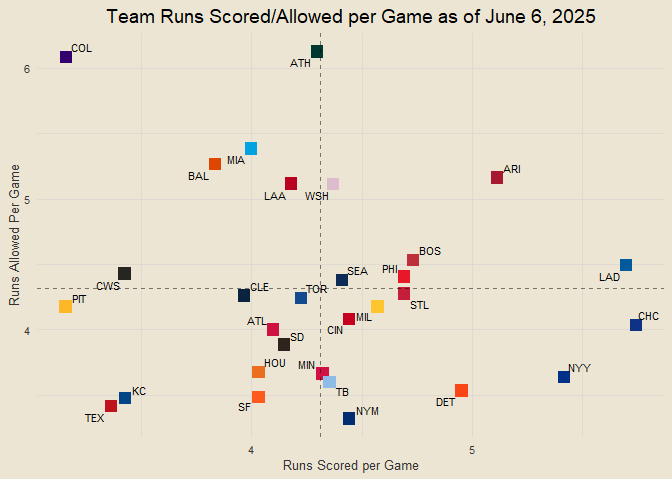 Team Runs Scored/Allowed per Game as of June 6, 2025
COL
ATH
6
MIA
BAL
ARI
LAA
WSH
5
BOS
SEA
PHI
LAD
CWS
CLE
TOR
PIT
STL
CHC
MIL
ATL
CIN
4
SD
HOU
MIN
NYY
KC
TB
DET
SF
NYM
TEX
4
5
Runs Scored per Game
Runs Allowed Per Game